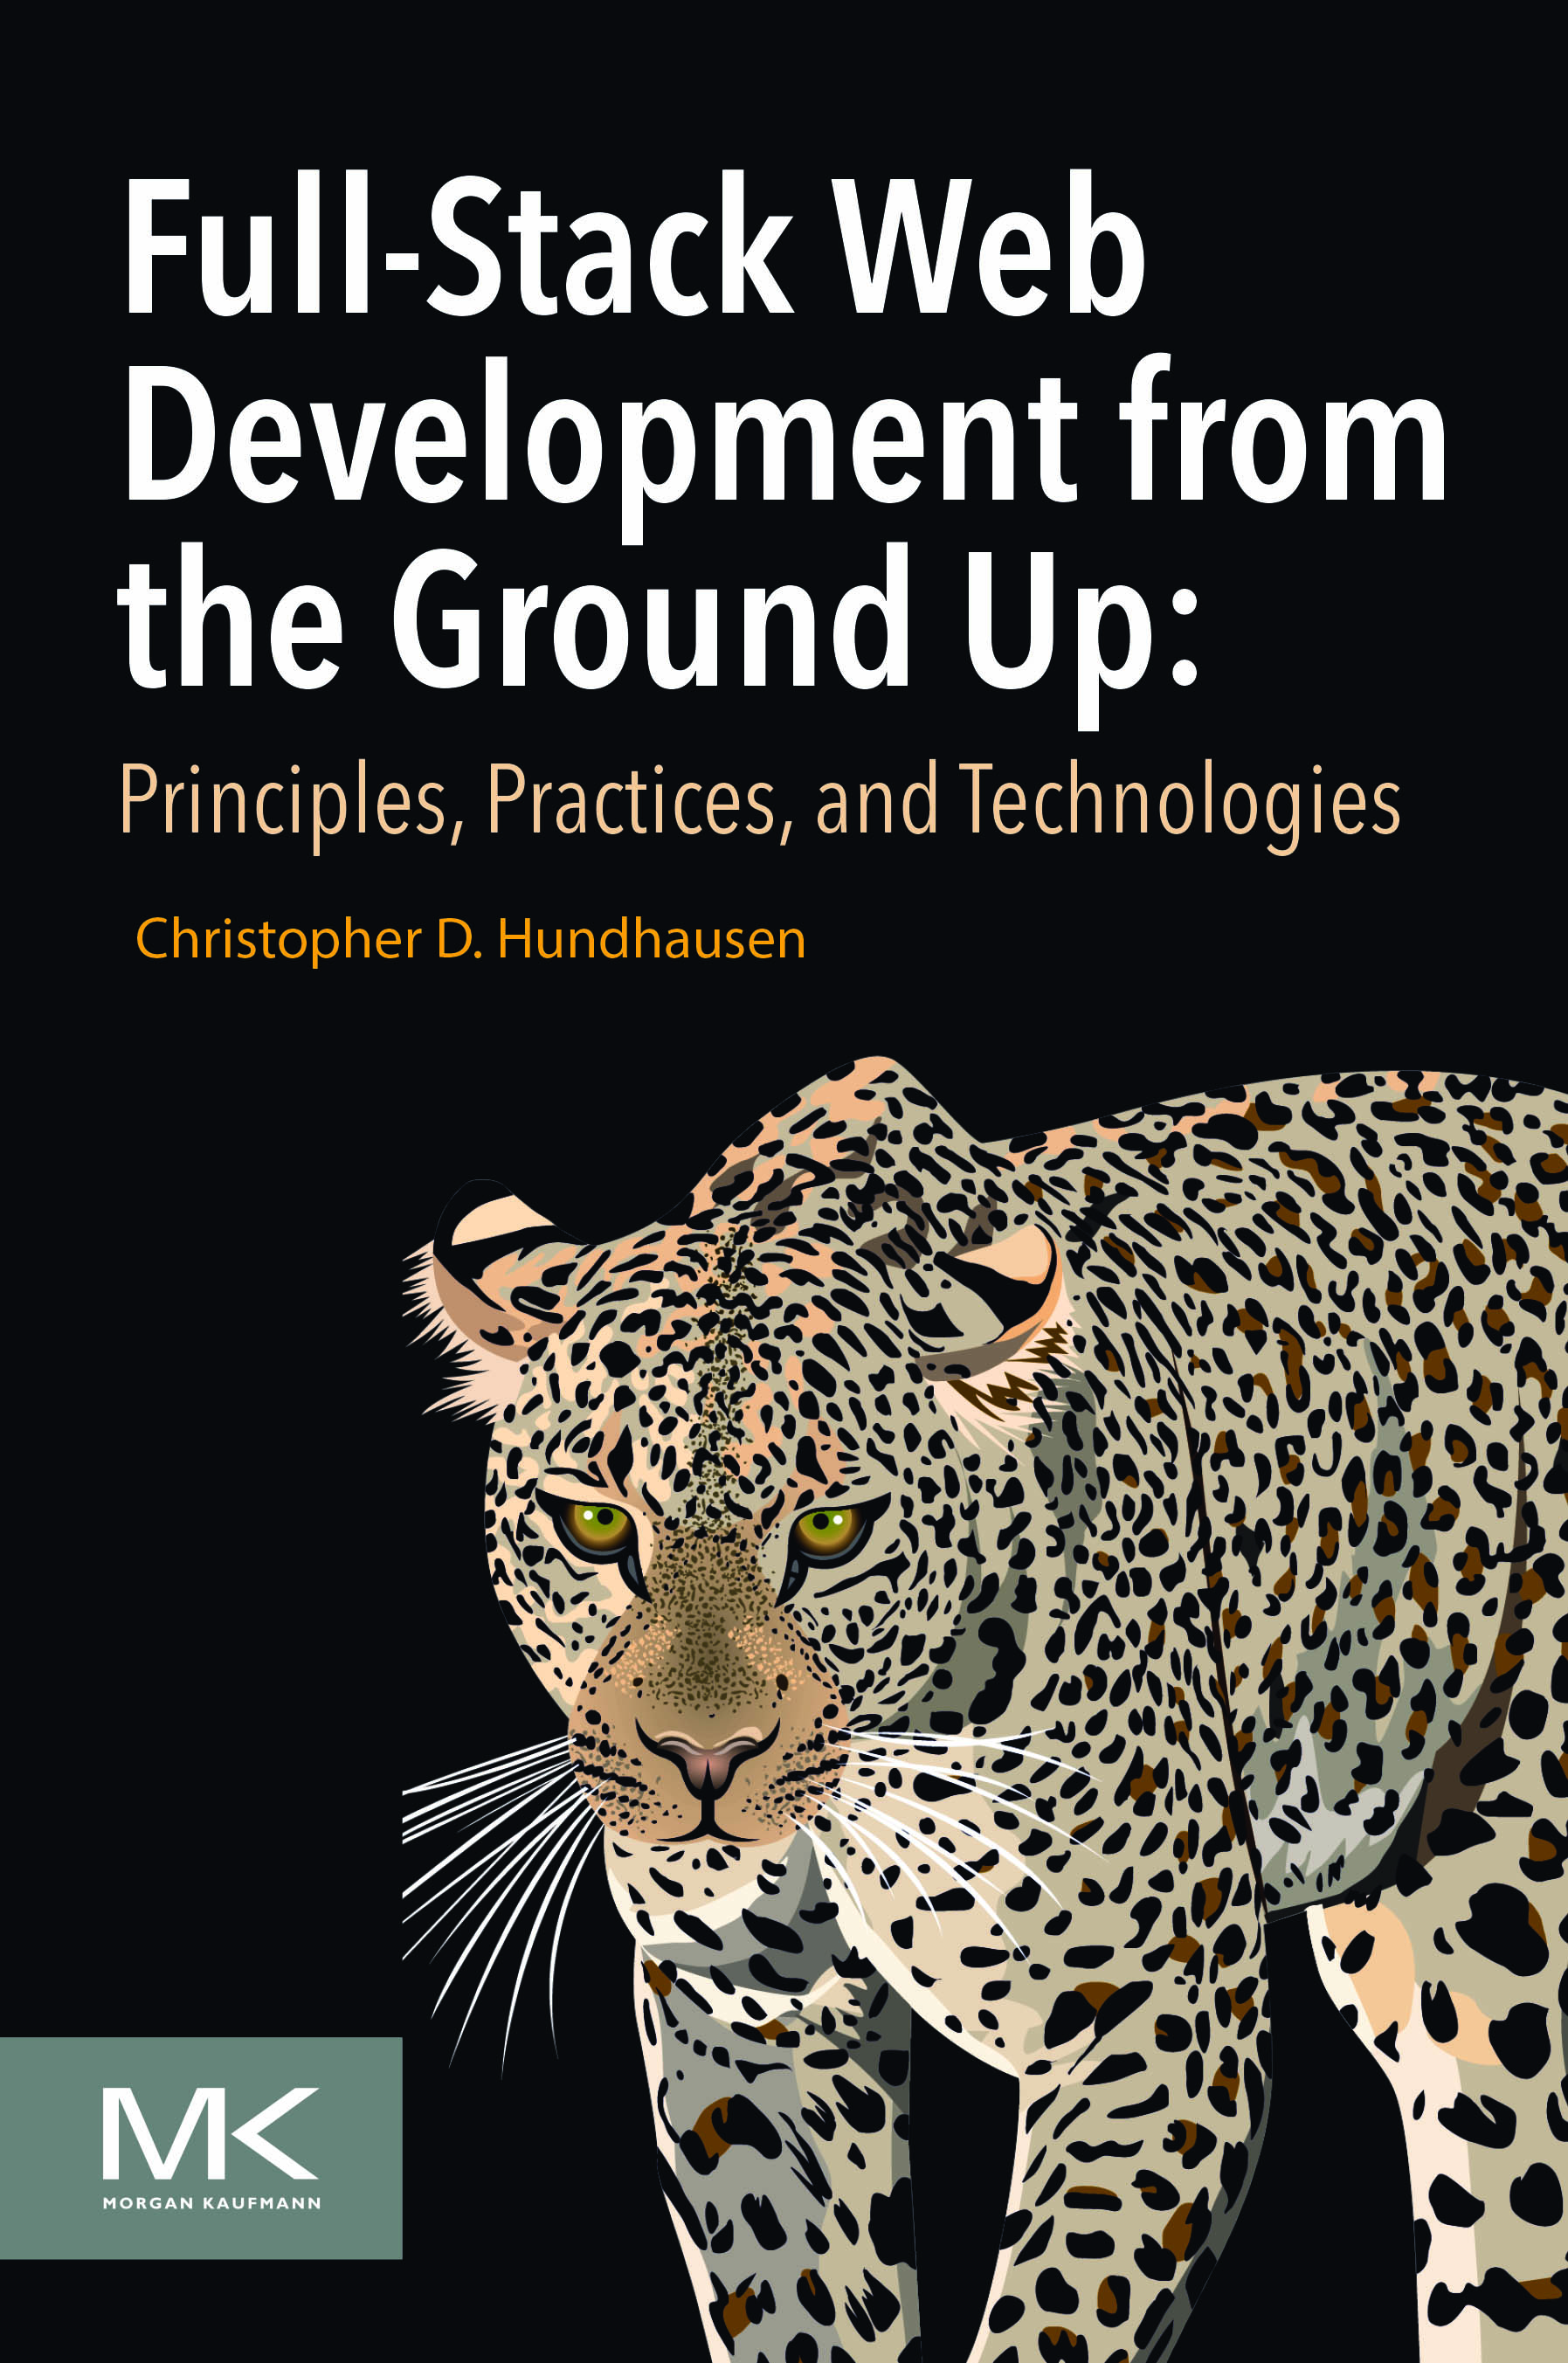 Full-Stack Web
Development from
the Ground Up:
Principles, Practices, and Technologies
Christopher D. Hundhausen
MK
MORGAN KAUFMANN